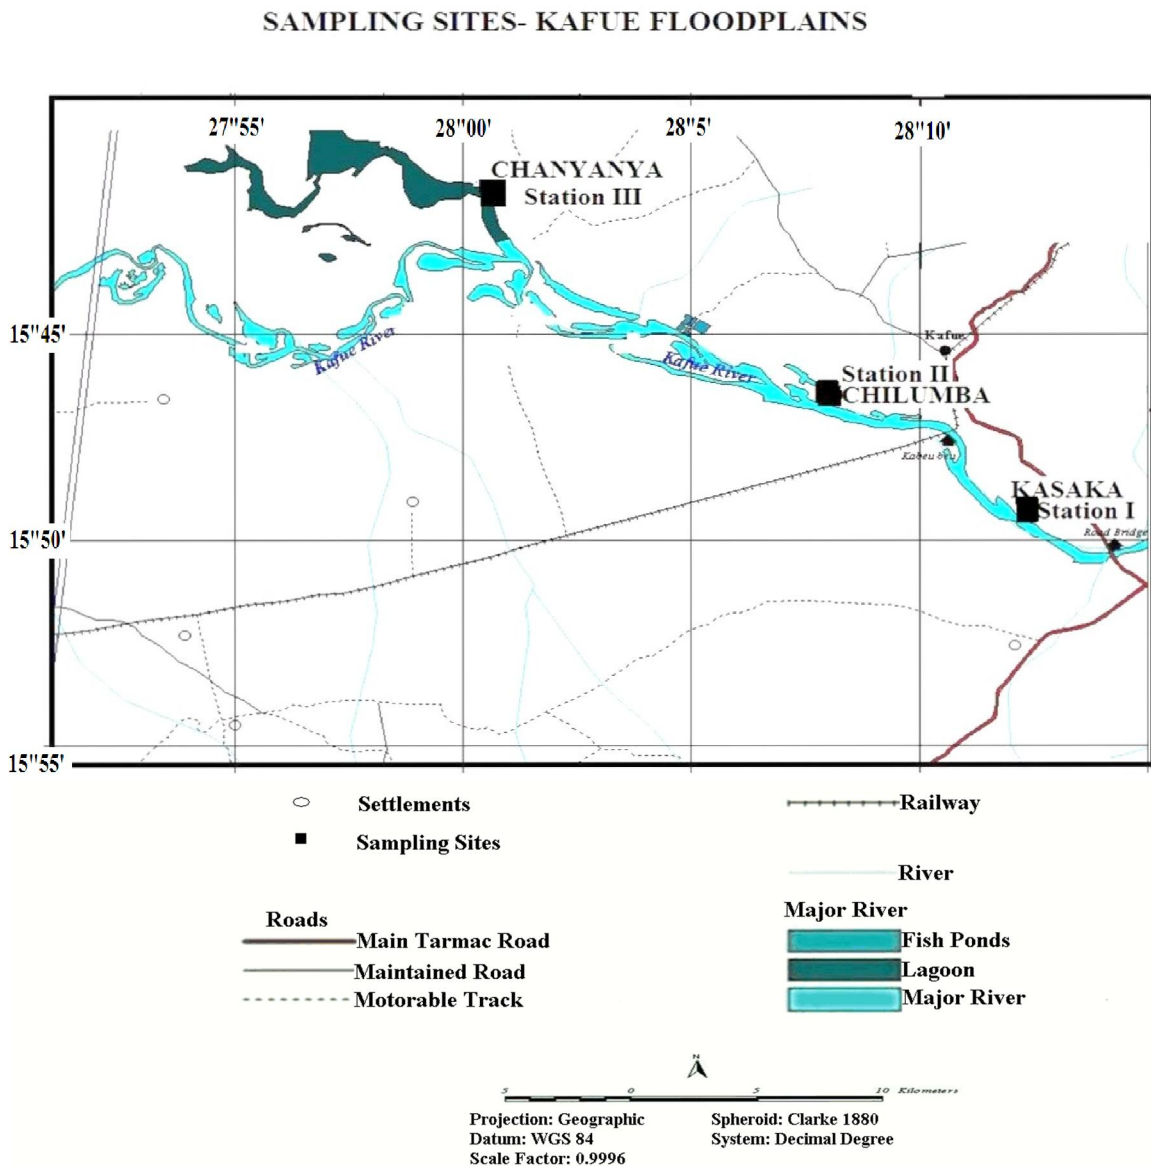 SAMPLING SITES- KAFUE FLOODPLAINS
27"55'
28"00'
28"5'
28"10'
CHANYANYA
Station III
15"45'
Kafue
Kafue River
Kafue River
Station II
CHILUMBA
KASAKA
Station I
15"50'
Road Bridge
15"55'
Settlements
Railway
Sampling Sites
River
Roads
Major River
Main Tarmac Road
Fish Ponds
Maintained Road
Lagoon
Motorable Track
Major River
N
5 0 5 10 Kilometers
Projection: Geographic
Spheroid: Clarke 1880
Datum: WGS 84
System: Decimal Degree
Scale Factor: 0.9996